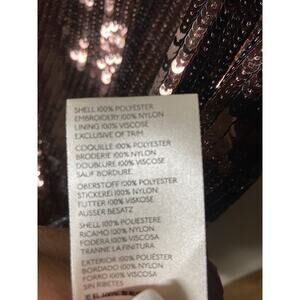 SHELL 100% POLYESTER
EMBROIDERY 100% NYLON
LINING 100% VISCOSE
EXCLUSIVE OF TRIM
COQUILLE 100% POLYESTER
BRODERIE 100% NYLON
DOUBLURE 100% VISCOSE
SAUF BORDURE
OBERSTOFF 100% POLYESTER
STICKEREI 100% NYLON
FUTTER 100% VISKOSE
AUSSER BESATZ
SHELL 100% POLIESTERE
RICAMO 100% NYLON
FODERA 100% VISCOSA
TRANNE LA FINITURA
EXTERIOR 100% POLIÉSTER
BORDADO 100% NYLON
FORRO 100% VISCOSA
SIN RIBETES